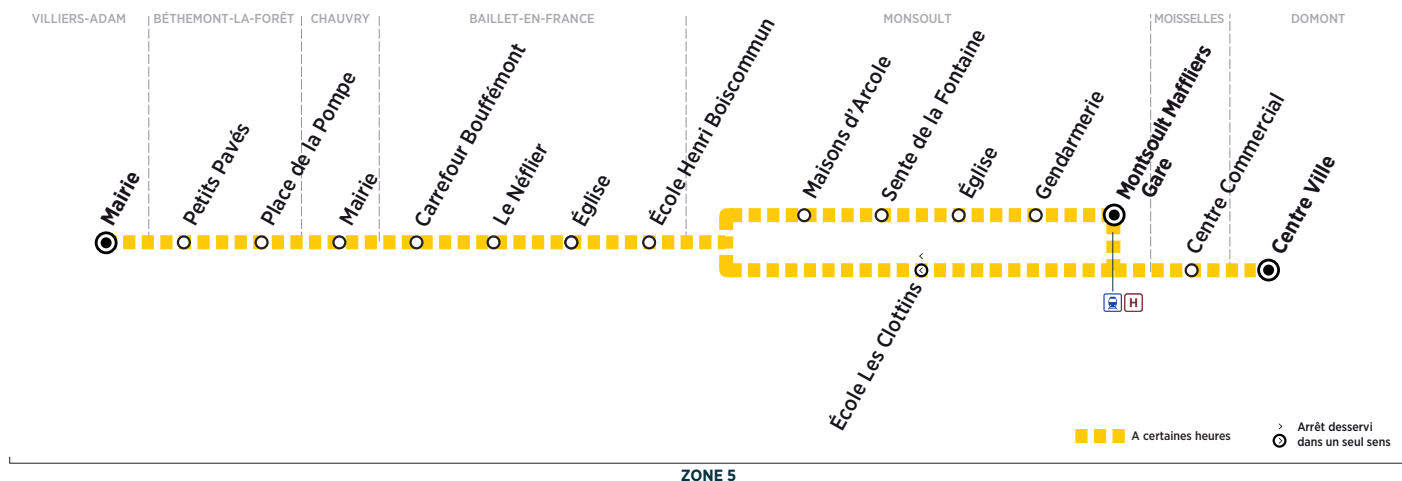 VILLIERS-ADAM
BÉTHEMONT-LA-FORÊT
CHAUVRY
BAILLET-EN-FRANCE
MONSOULT
MOISSELLES
DOMONT
Mairie
Petits Pavés
Place de la Pompe
Mairie
Carrefour Bouffémont
Le Néflier
Église
École Henri Boiscommun
Maisons d'Arcole
Sente de la Fontaine
Église
Gendarmerie
Montsoult Maffliers
Gare
Centre Commercial
Centre Ville
École Les Clottins
H
A certaines heures
Arrêt desservi
dans un seul sens
ZONE 5